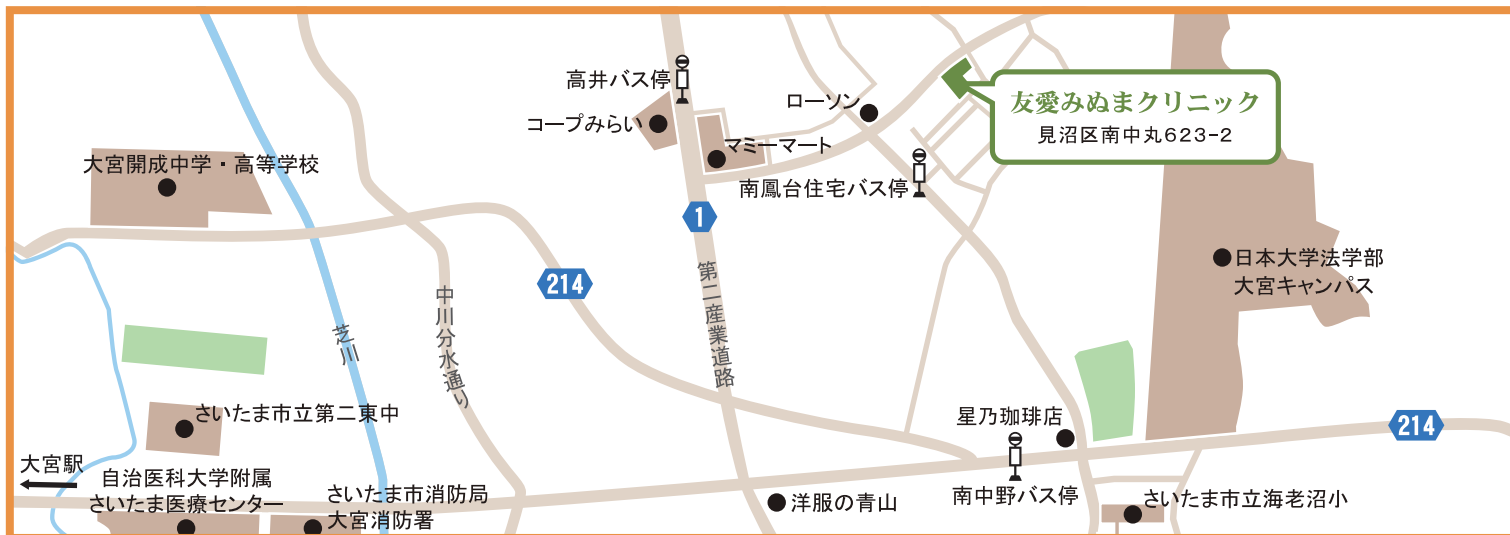 高井バス停
コープみらい
マミーマート
ローソン
友愛みぬまクリニック
見沼区南中丸623-2
大宮開成中学・高等学校
南鳳台住宅バス停
1
214
第二産業道路
中川分水通り
芝川
日本大学法学部
大宮キャンパス
さいたま市立第二東中
星乃珈琲店
214
大宮駅
自治医科大学附属
さいたま医療センター
さいたま市消防局
大宮消防署
洋服の青山
南中野バス停
さいたま市立海老沼小